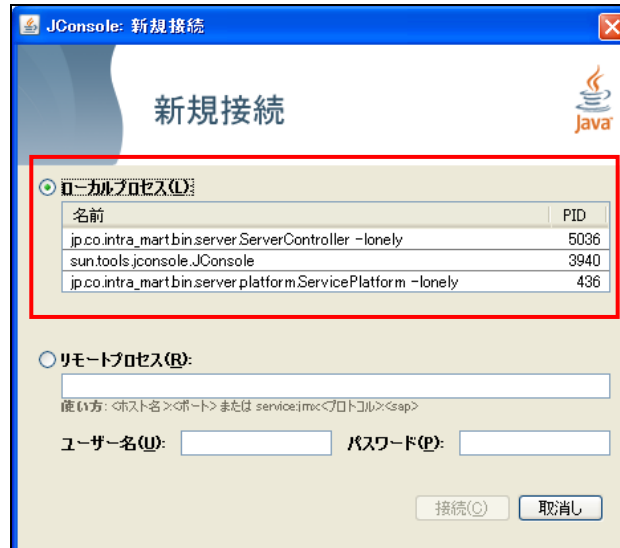 JConsole: 新規接続
新規接続
Java
ローカルプロセス(L):
名前 PID
jp.co.intra_mart.bin.server.ServerController -lonely 5036
sun.tools.jconsole.JConsole 3940
jp.co.intra_mart.bin.server.platform.ServicePlatform -lonely 436
リモートプロセス(R):
使い方: <ホスト名>:<ポート> または service:jmx:<プロトコル>:<sap>
ユーザー名(U): パスワード(P):
接続(C) 取消し